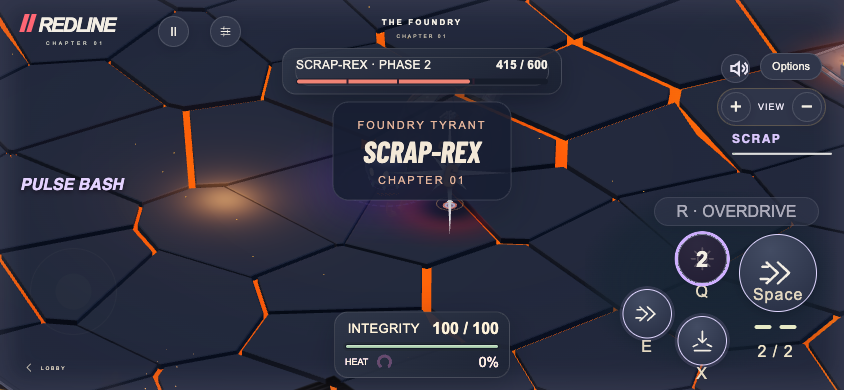 REDLINE
CHAPTER 01
THE FOUNDRY
CHAPTER 01
SCRAP-REX · PHASE 2 415 / 600
Options
+ VIEW −
SCRAP
FOUNDRY TYRANT
SCRAP-REX
CHAPTER 01
PULSE BASH
R · OVERDRIVE
2
Q
Space
E
2 / 2
X
INTEGRITY 100 / 100
HEAT 0%
LOBBY